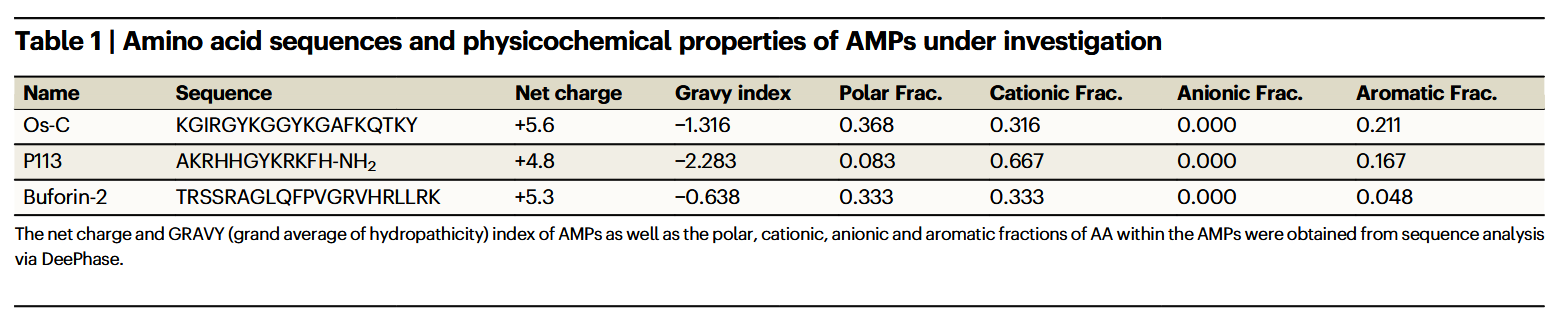 Table 1 | Amino acid sequences and physicochemical properties of AMPs under investigation
Name Sequence Net charge Gravy index Polar Frac. Cationic Frac. Anionic Frac. Aromatic Frac.
Os-C KGIRGYKGGYKGAFKQTKY +5.6 −1.316 0.368 0.316 0.000 0.211
P113 AKRHHGYKRKFH-NH₂ +4.8 −2.283 0.083 0.667 0.000 0.167
Buforin-2 TRSSRAGLQFPVGRVHRLLRK +5.3 −0.638 0.333 0.333 0.000 0.048
The net charge and GRAVY (grand average of hydropathicity) index of AMPs as well as the polar, cationic, anionic and aromatic fractions of AA within the AMPs were obtained from sequence analysis
via DeePhase.